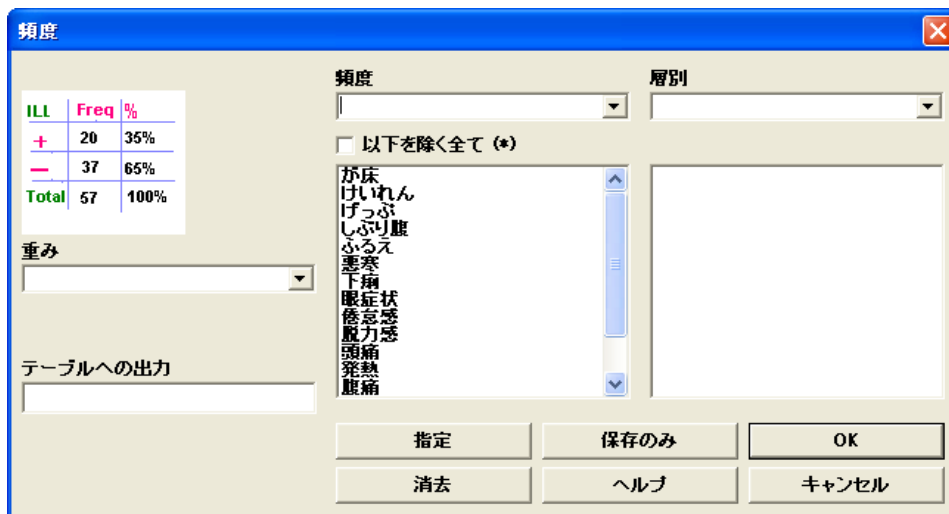 頻度
ILL Freq %
+ 20 35%
− 37 65%
Total 57 100%
重み
テーブルへの出力
頻度
以下を除く全て (*)
が床
けいれん
げっぷ
しぶり腹
ふるえ
悪寒
下痢
眼症状
倦怠感
脱力感
頭痛
発熱
腹痛
層別
指定
保存のみ
OK
消去
ヘルプ
キャンセル